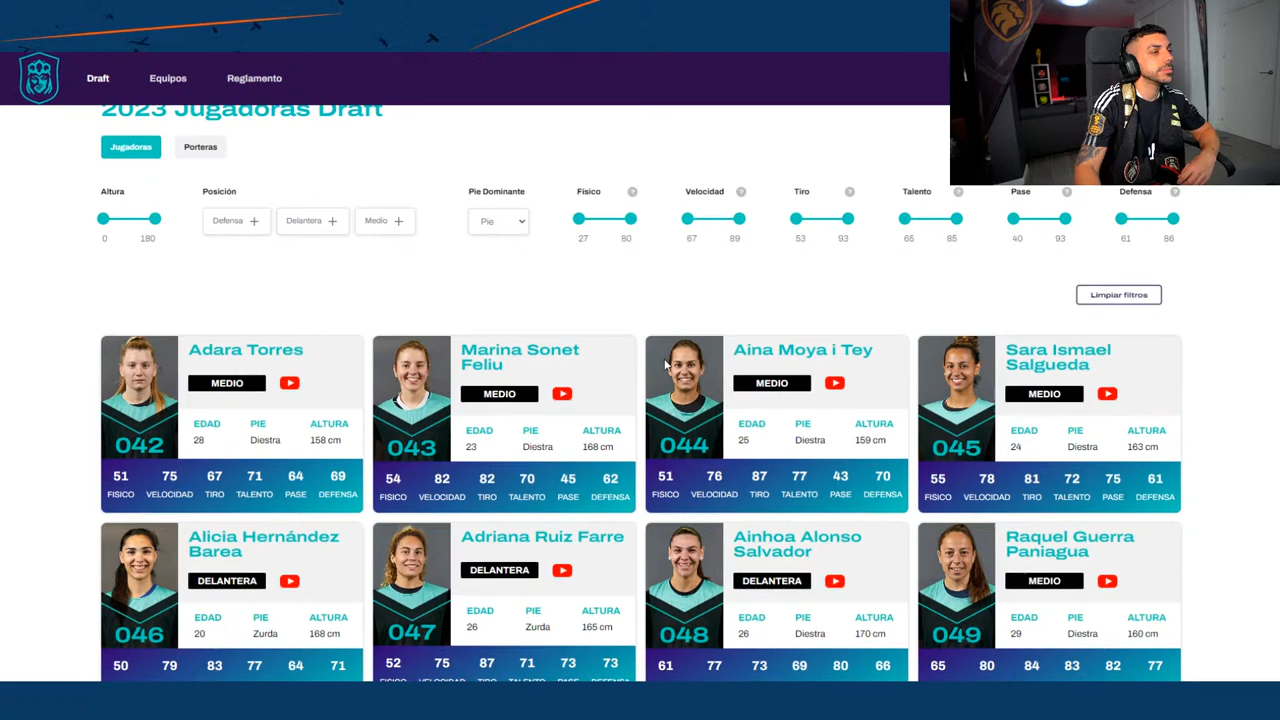 Draft
Equipos
Reglamento
2023 Jugadoras Draft
Jugadoras
Porteras
Altura
Posición
Pie Dominante
Físico ?
Velocidad ?
Tiro ?
Talento ?
Pase ?
Defensa ?
Defensa +
Delantera +
Medio +
Pie
0 180
27 80
67 89
53 93
65 85
40 93
61 86
Limpiar filtros
Adara Torres
MEDIO
EDAD PIE ALTURA
28 Diestra 158 cm
042
51 75 67 71 64 69
FISICO VELOCIDAD TIRO TALENTO PASE DEFENSA
Marina Sonet
Feliu
MEDIO
EDAD PIE ALTURA
23 Diestra 168 cm
043
54 82 82 70 45 62
FISICO VELOCIDAD TIRO TALENTO PASE DEFENSA
Aina Moya i Tey
MEDIO
EDAD PIE ALTURA
25 Diestra 159 cm
044
51 76 87 77 43 70
FISICO VELOCIDAD TIRO TALENTO PASE DEFENSA
Sara Ismael
Salgueda
MEDIO
EDAD PIE ALTURA
24 Diestra 163 cm
045
55 78 81 72 75 61
FISICO VELOCIDAD TIRO TALENTO PASE DEFENSA
Alicia Hernández
Barea
DELANTERA
EDAD PIE ALTURA
20 Zurda 168 cm
046
50 79 83 77 64 71
Adriana Ruiz Farre
DELANTERA
EDAD PIE ALTURA
26 Zurda 165 cm
047
52 75 87 71 73 73
FISICO VELOCIDAD TIRO TALENTO PASE DEFENSA
Ainhoa Alonso
Salvador
DELANTERA
EDAD PIE ALTURA
26 Diestra 170 cm
048
61 77 73 69 80 66
Raquel Guerra
Paniagua
MEDIO
EDAD PIE ALTURA
29 Diestra 160 cm
049
65 80 84 83 82 77